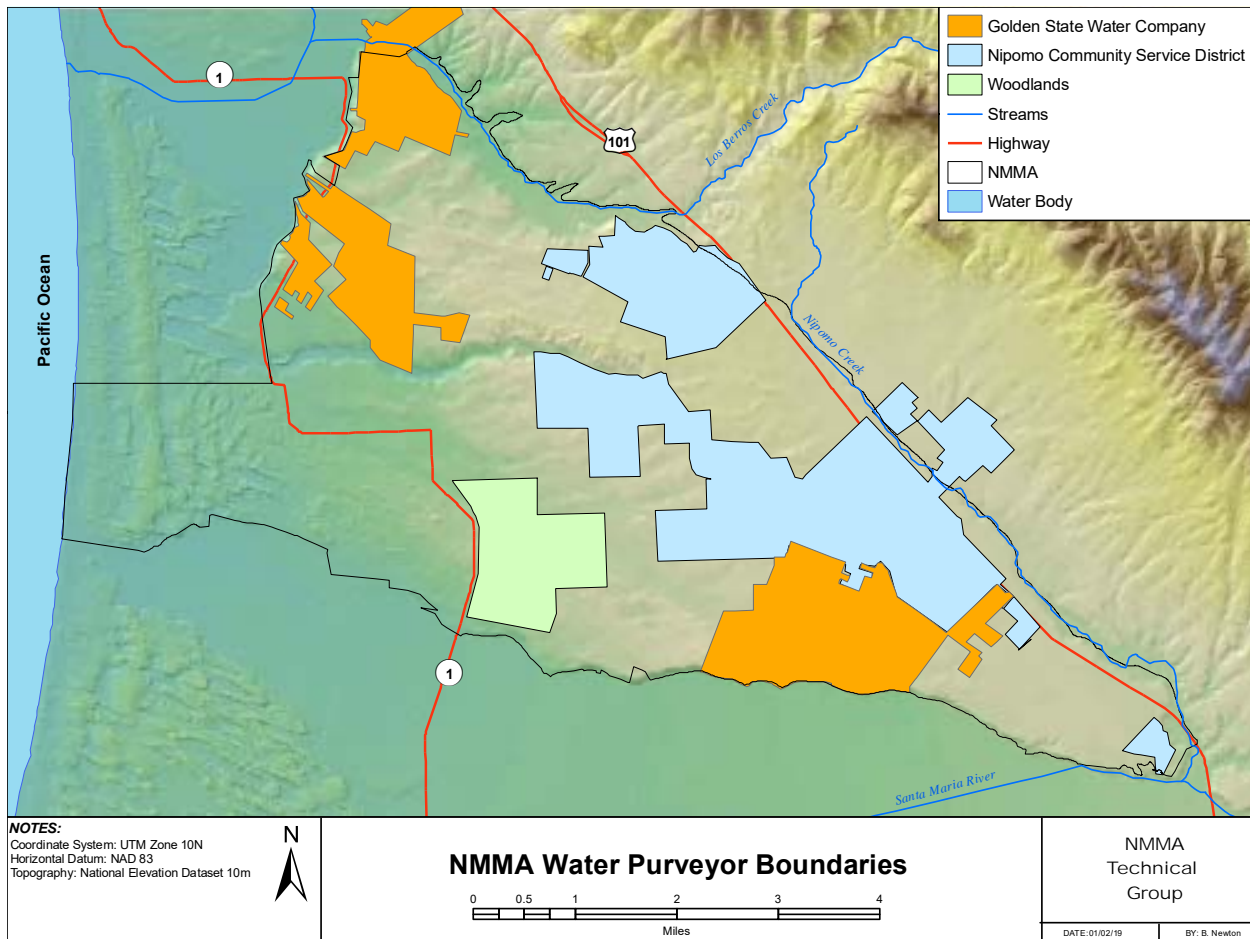 Golden State Water Company
Nipomo Community Service District
Woodlands
Streams
Highway
NMMA
Water Body
1
101
Los Berros Creek
Pacific Ocean
Nipomo Creek
1
Santa Maria River
NOTES:
Coordinate System: UTM Zone 10N
Horizontal Datum: NAD 83
Topography: National Elevation Dataset 10m
N
NMMA Water Purveyor Boundaries
0 0.5 1 2 3 4
Miles
NMMA
Technical
Group
DATE:01/02/19
BY: B. Newton